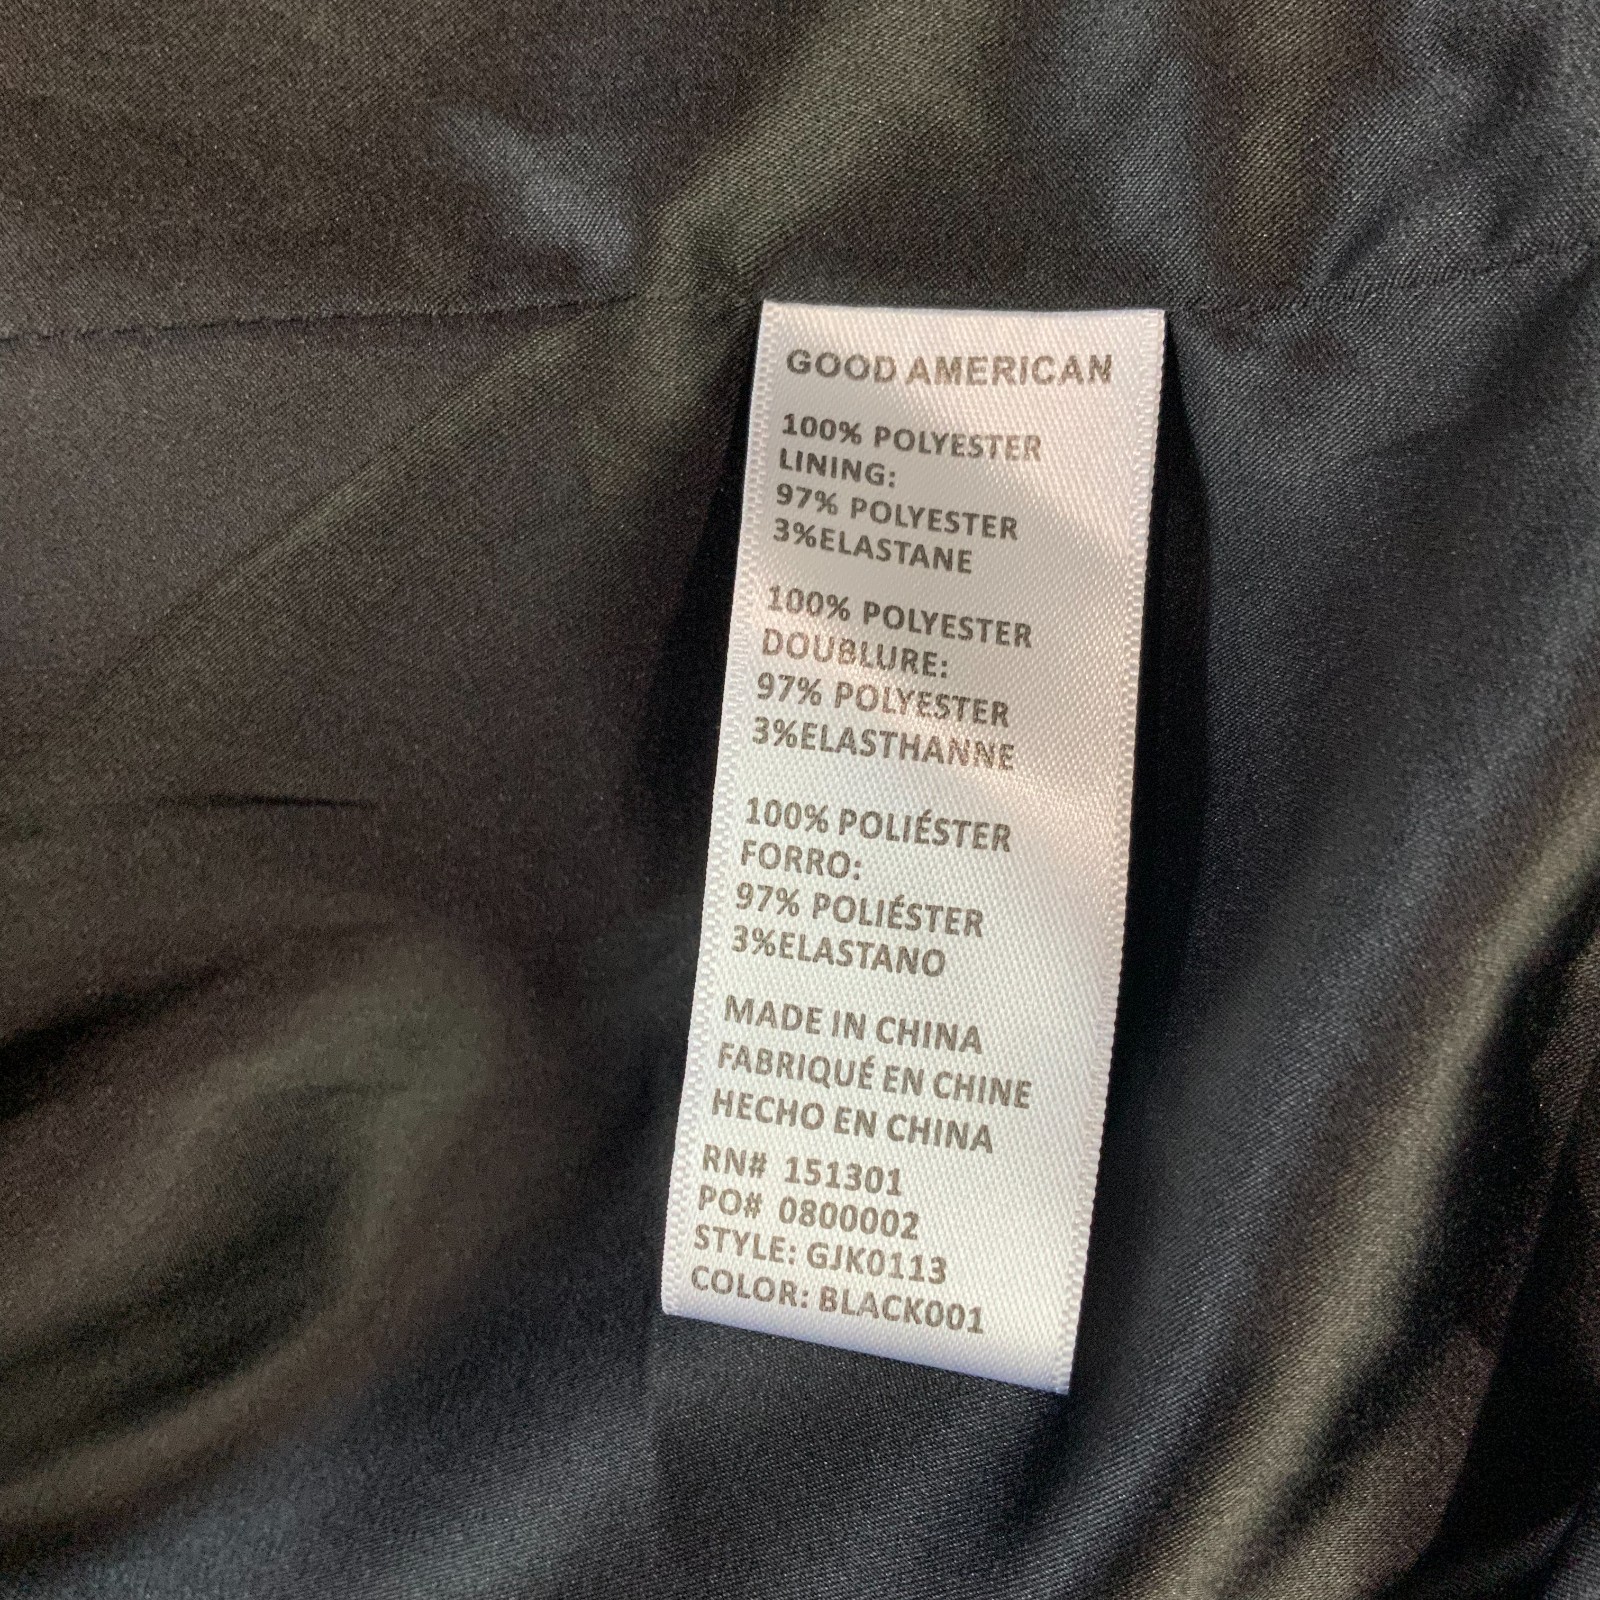 GOOD AMERICAN
100% POLYESTER
LINING:
97% POLYESTER
3%ELASTANE
100% POLYESTER
DOUBLURE:
97% POLYESTER
3%ELASTHANNE
100% POLIÉSTER
FORRO:
97% POLIÉSTER
3%ELASTANO
MADE IN CHINA
FABRIQUÉ EN CHINE
HECHO EN CHINA
RN# 151301
PO# 0800002
STYLE: GJK0113
COLOR: BLACK001